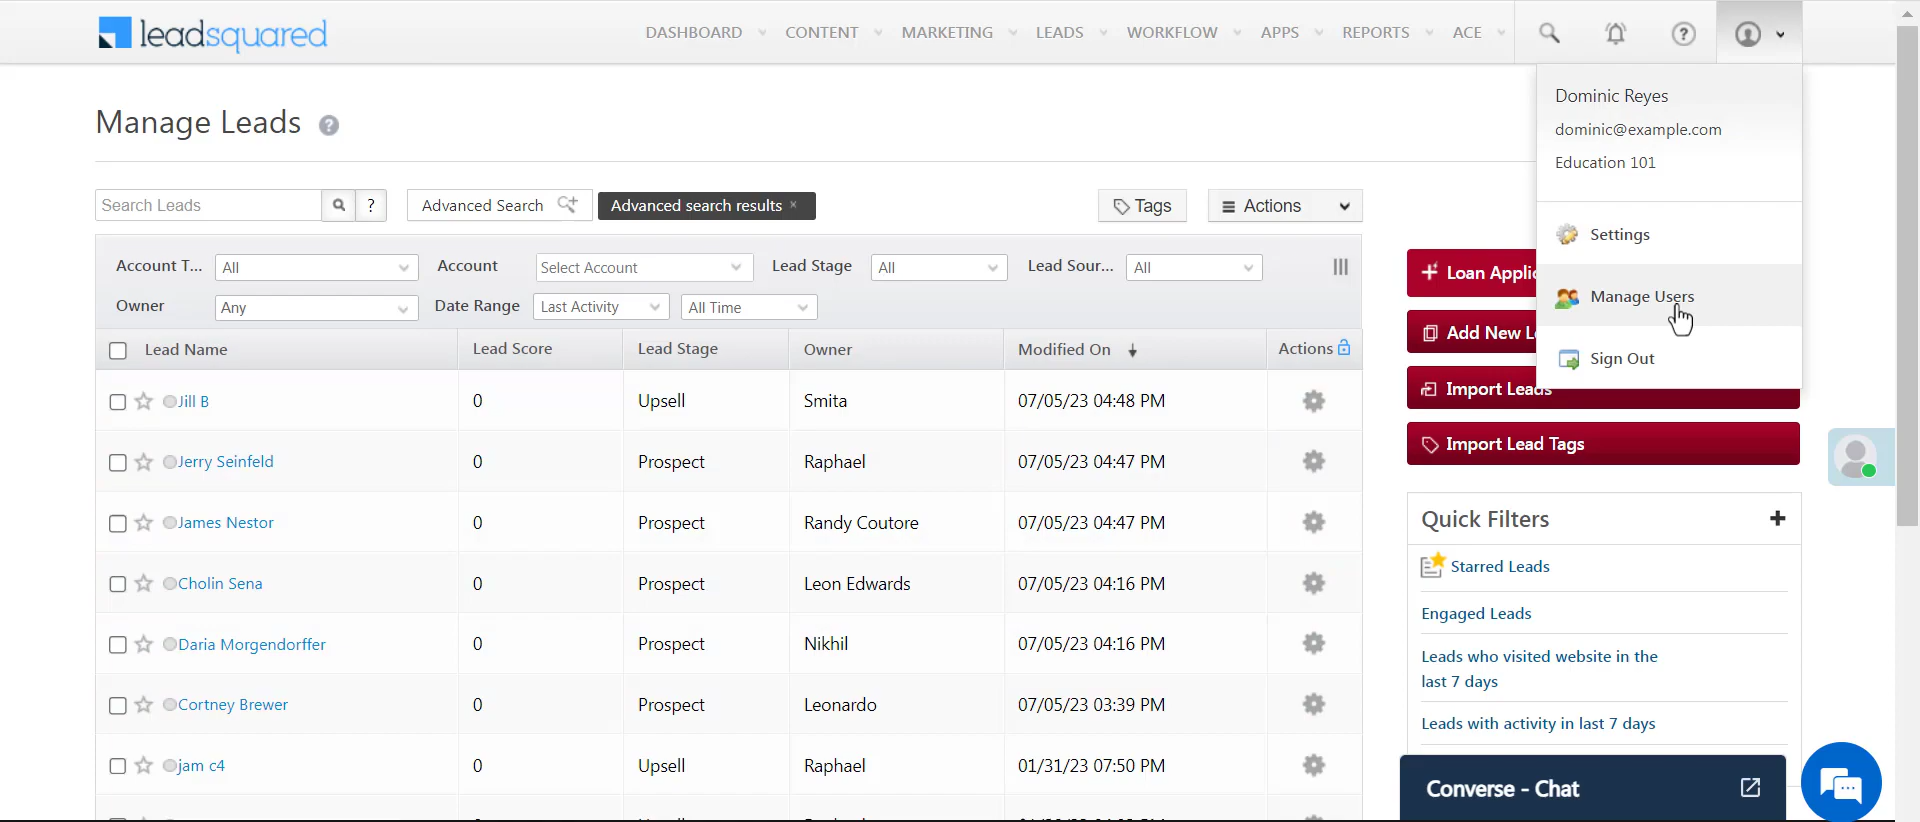 leadsquared
DASHBOARD CONTENT MARKETING LEADS WORKFLOW APPS REPORTS ACE
Dominic Reyes
dominic@example.com
Education 101
Settings
Manage Users
Sign Out
Manage Leads ?
Search Leads ? Advanced Search Advanced search results × Tags Actions
Account T... All Account Select Account Lead Stage All Lead Sour... All
Owner Any Date Range Last Activity All Time
Lead Name Lead Score Lead Stage Owner Modified On ↓ Actions
Jill B 0 Upsell Smita 07/05/23 04:48 PM
Jerry Seinfeld 0 Prospect Raphael 07/05/23 04:47 PM
James Nestor 0 Prospect Randy Coutore 07/05/23 04:47 PM
Cholin Sena 0 Prospect Leon Edwards 07/05/23 04:16 PM
Daria Morgendorffer 0 Prospect Nikhil 07/05/23 04:16 PM
Cortney Brewer 0 Prospect Leonardo 07/05/23 03:39 PM
jam c4 0 Upsell Raphael 01/31/23 07:50 PM
Loan Applic
Add New L
Import Leads
Import Lead Tags
Quick Filters +
Starred Leads
Engaged Leads
Leads who visited website in the
last 7 days
Leads with activity in last 7 days
Converse - Chat